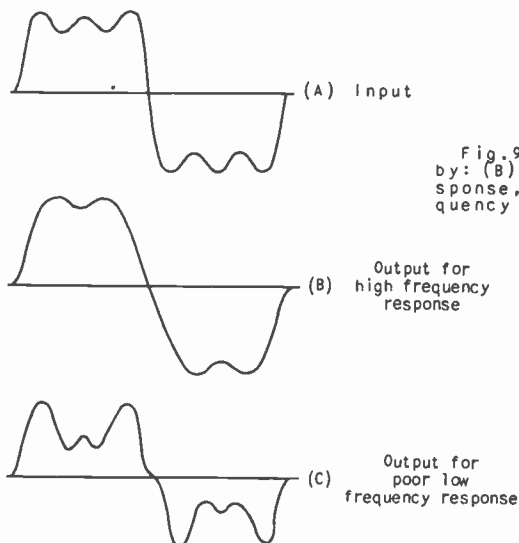 (A) Input
Fig.9
by: (B)
sponse,
quency
(B)
Output for
high frequency
response
(C)
Output for
poor low
frequency response